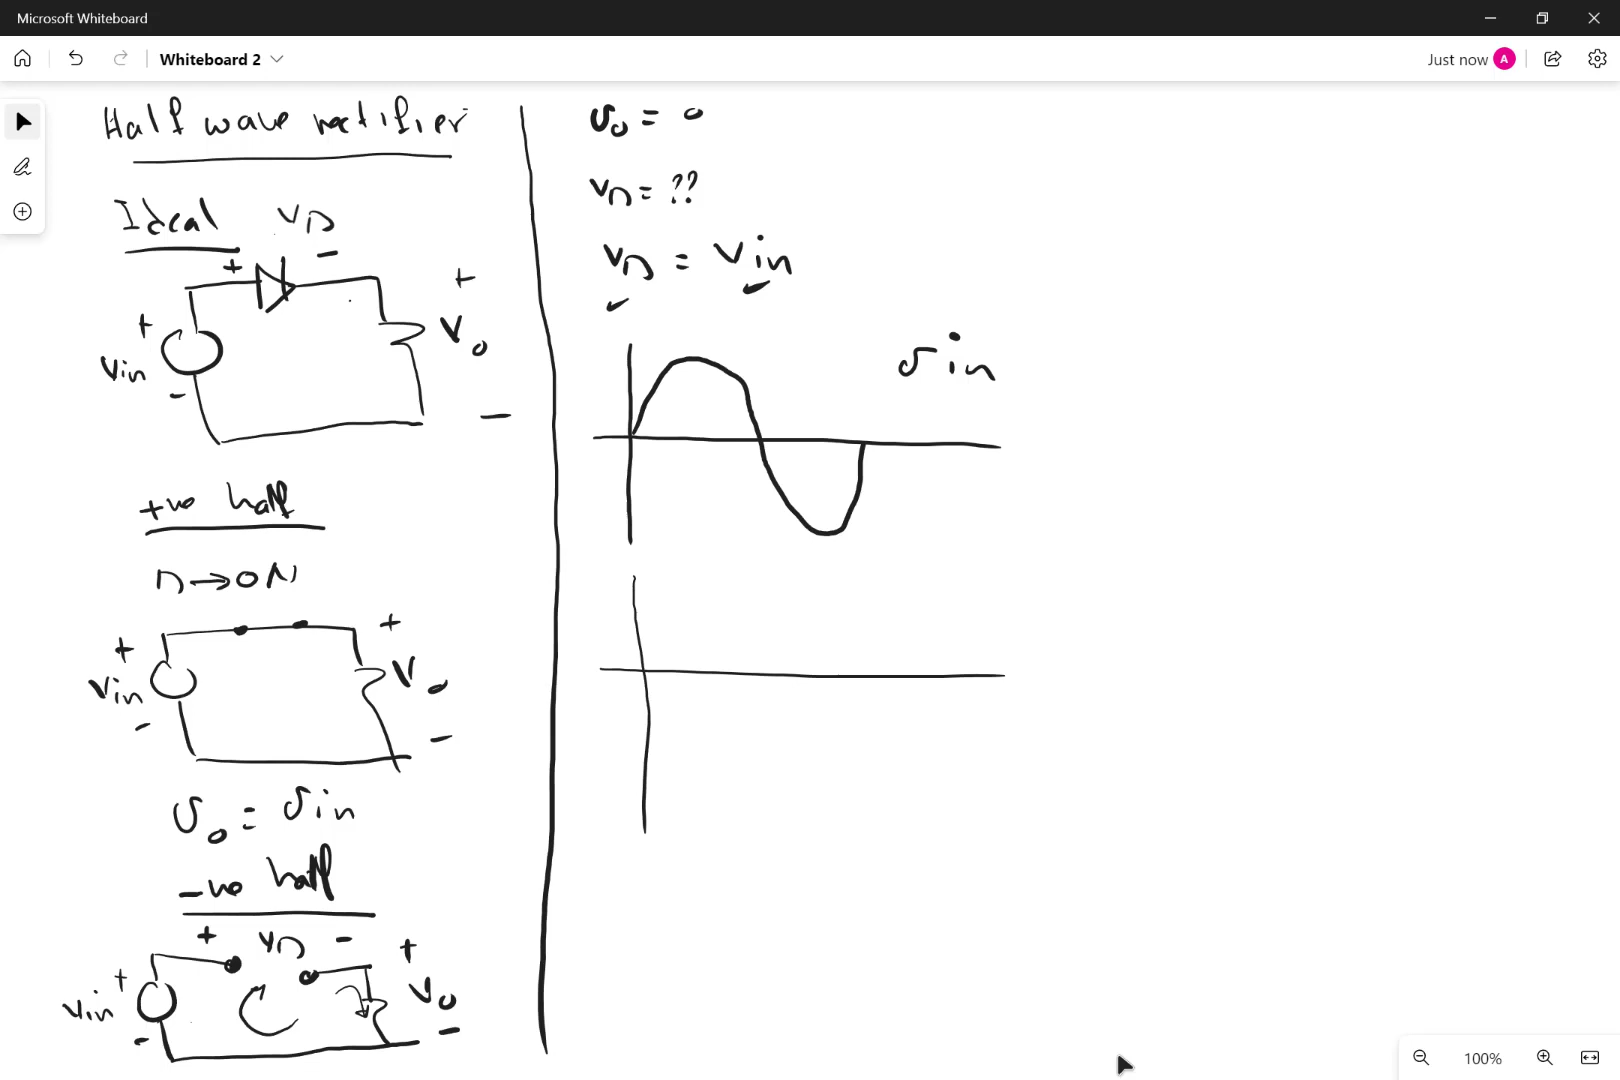 Microsoft Whiteboard
Whiteboard 2
Just now A
Half wave rectifier
Ideal VD
+ -
+ Vin -
+ Vo -
+ve half
D→ON
+ Vin -
+ Vo -
vo = vin
-ve half
+ VD -
+ Vin -
+ Vo -
vo = 0
VD = ??
VD = Vin
vin
100%